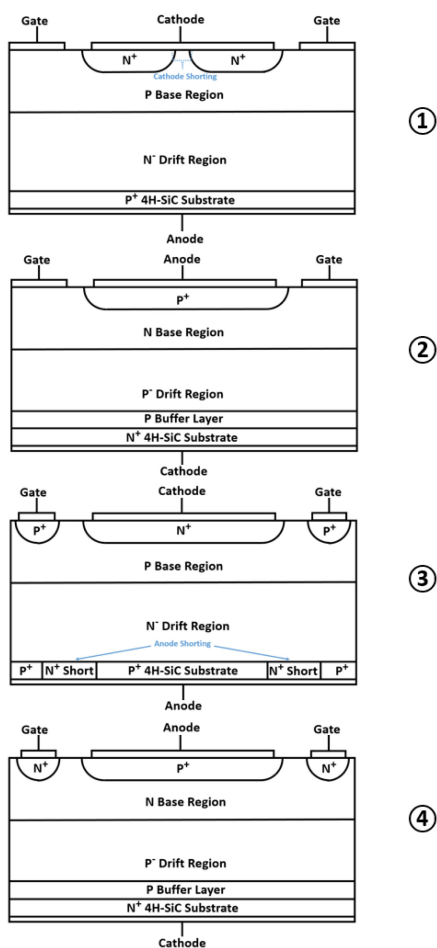 Gate Cathode Gate
N⁺ N⁺
Cathode Shorting
P Base Region
①
N⁻ Drift Region
P⁺ 4H-SiC Substrate
Anode
Gate Anode Gate
P⁺
N Base Region
②
P⁻ Drift Region
P Buffer Layer
N⁺ 4H-SiC Substrate
Cathode
Gate Cathode Gate
P⁺ N⁺ P⁺
P Base Region
③
N⁻ Drift Region
Anode Shorting
P⁺ N⁺ Short P⁺ 4H-SiC Substrate N⁺ Short P⁺
Anode
Gate Anode Gate
N⁺ P⁺ N⁺
N Base Region
④
P⁻ Drift Region
P Buffer Layer
N⁺ 4H-SiC Substrate
Cathode